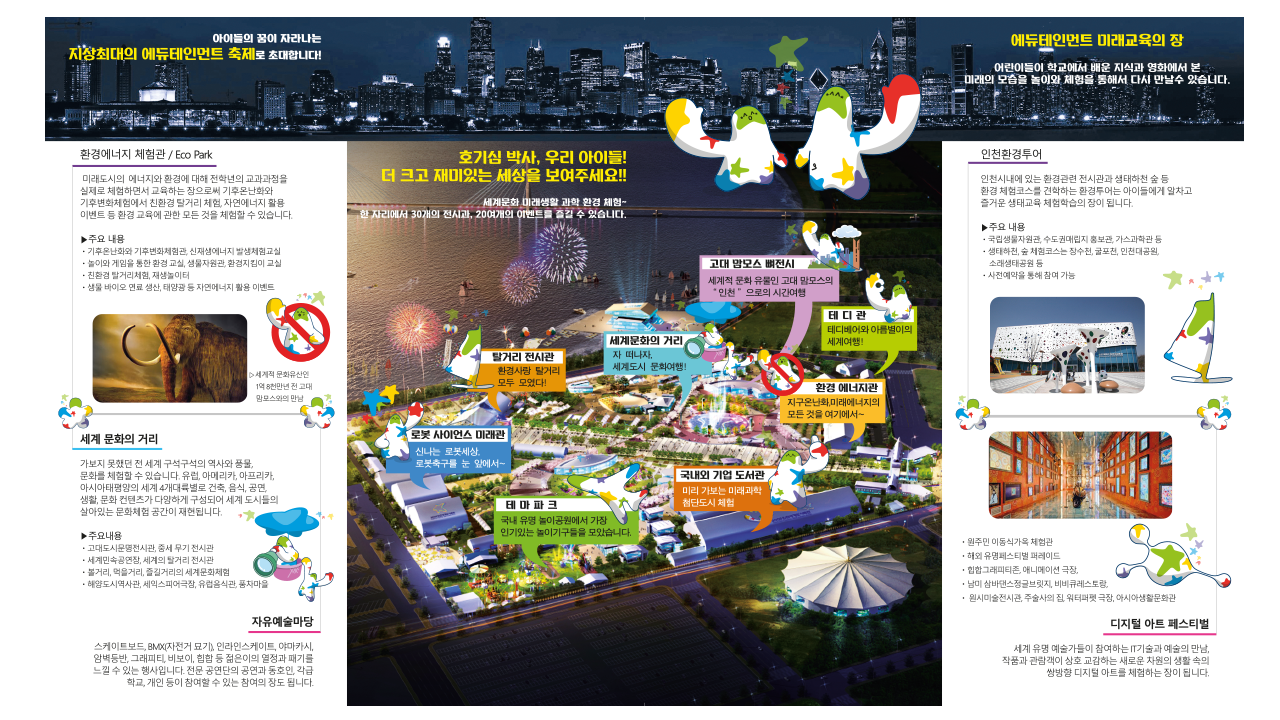 아이들의 꿈이 자라나는
지상최대의 에듀테인먼트 축제로 초대합니다!
에듀테인먼트 미래교육의 장
어린이들이 학교에서 배운 지식과 영화에서 본
미래의 모습을 놀이와 체험을 통해서 다시 만날수 있습니다.
환경에너지 체험관 / Eco Park
미래도시의 에너지와 환경에 대해 전학년의 교과과정을
실제로 체험하면서 교육하는 장으로써 기후온난화와
기후변화체험에서 친환경 탈거리 체험, 자연에너지 활용
이벤트 등 환경 교육에 관한 모든 것을 체험할 수 있습니다.
▶주요 내용
· 기후온난화와 기후변화체험관, 신재생에너지 발생체험교실
· 놀이와 게임을 통한 환경 교실, 생물자원관, 환경지킴이 교실
· 친환경 탈거리체험, 재생놀이터
· 생물 바이오 연료 생산, 태양광 등 자연에너지 활용 이벤트
▷세계적 문화유산인
1억 8천만년 전 고대
맘모스와의 만남
세계 문화의 거리
가보지 못했던 전 세계 구석구석의 역사와 풍물,
문화를 체험할 수 있습니다. 유럽, 아메리카, 아프리카,
아시아태평양의 세계 4개대륙별로 건축, 음식, 공연,
생활, 문화 컨텐츠가 다양하게 구성되어 세계 도시들의
살아있는 문화체험 공간이 재현됩니다.
▶주요내용
· 고대도시문명전시관, 중세 무기 전시관
· 세계민속공연장, 세계의 탈거리 전시관
· 볼거리, 먹을거리, 즐길거리의 세계문화체험
· 해양도시역사관, 세익스피어극장, 유럽음식관, 풍차마을
자유예술마당
스케이트보드, BMX(자전거 묘기), 인라인스케이트, 야마카시,
암벽등반, 그래피티, 비보이, 힙합 등 젊은이의 열정과 패기를
느낄 수 있는 행사입니다. 전문 공연단의 공연과 동호인, 각급
학교, 개인 등이 참여할 수 있는 참여의 장도 됩니다.
호기심 박사, 우리 아이들!
더 크고 재미있는 세상을 보여주세요!!
세계문화 미래생활 과학 환경 체험~
한 자리에서 30개의 전시과, 20여개의 이벤트를 즐길 수 있습니다.
고대 맘모스 뼈전시
세계적 문화 유물인 고대 맘모스의
"인천" 으로의 시간여행
테 디 관
테디베어와 아름별이의
세계여행!
세계문화의 거리
자 떠나자,
세계도시 문화여행!
탈거리 전시관
환경사랑 탈거리
모두 모였다!
환경 에너지관
지구온난화,미래에너지의
모든 것을 여기에서~
로봇 사이언스 미래관
신나는 로봇세상,
로봇축구를 눈 앞에서~
국내외 기업 도서관
미리 가보는 미래과학
첨단도시 체험
테 마 파 크
국내 유명 놀이공원에서 가장
인기있는 놀이기구들을 모았습니다.
인천환경투어
인천시내에 있는 환경관련 전시관과 생태하천 숲 등
환경 체험코스를 견학하는 환경투어는 아이들에게 알차고
즐거운 생태교육 체험학습의 장이 됩니다.
▶주요 내용
· 국립생물자원관, 수도권매립지 홍보관, 가스과학관 등
· 생태하천, 숲 체험코스는 장수천, 굴포천, 인천대공원,
소래생태공원 등
· 사전예약을 통해 참여 가능
· 원주민 이동식가옥 체험관
· 해외 유명페스티벌 퍼레이드
· 힙합그래피티존, 애니메이션 극장,
· 남미 삼바댄스정글브릿지, 비비큐레스토랑,
· 원시미술전시관, 주술사의 집, 워터퍼펫 극장, 아시아생활문화관
디지털 아트 페스티벌
세계 유명 예술가들이 참여하는 IT기술과 예술의 만남,
작품과 관람객이 상호 교감하는 새로운 차원의 생활 속의
쌍방향 디지털 아트를 체험하는 장이 됩니다.